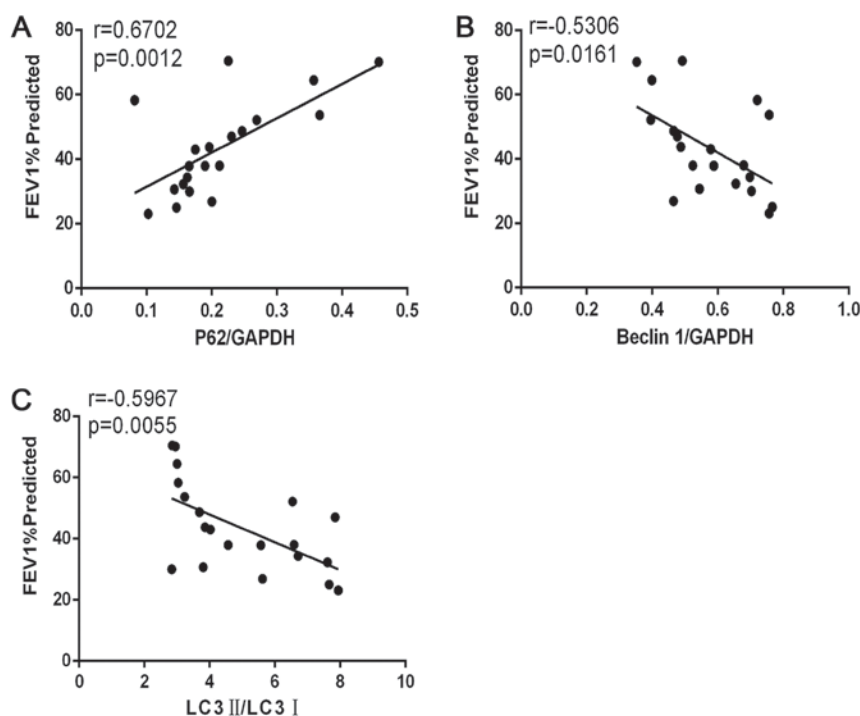 A
r=0.6702
p=0.0012
80
60
40
20
0
FEV1% Predicted
0.0 0.1 0.2 0.3 0.4 0.5
P62/GAPDH
B
r=-0.5306
p=0.0161
80
60
40
20
0
FEV1% Predicted
0.0 0.2 0.4 0.6 0.8 1.0
Beclin 1/GAPDH
C
r=-0.5967
p=0.0055
80
60
40
20
0
FEV1%Predicted
0 2 4 6 8 10
LC3 Ⅱ/LC3 Ⅰ